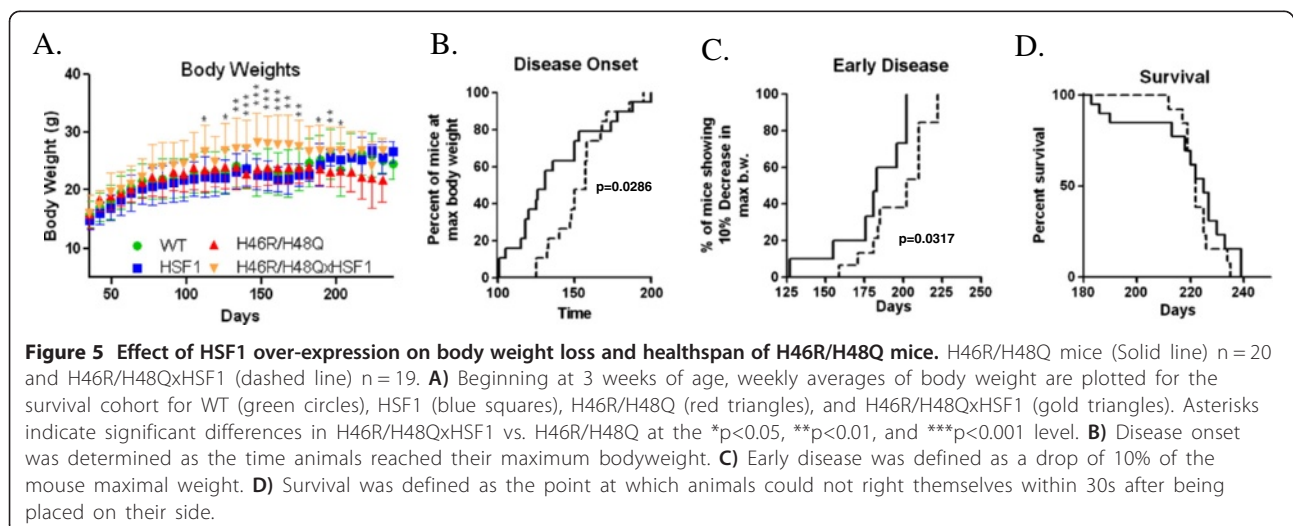 A.
Body Weights
Body Weight (g)
40
30
20
10
50
100
150
200
Days
WT
H46R/H48Q
HSF1
H46R/H48QxHSF1
B.
Disease Onset
Percent of mice at
max body weight
100
80
60
40
20
0
p=0.0286
100
150
200
Time
C.
Early Disease
% of mice showing
10% Decrease in
max b.w.
100
80
60
40
20
0
p=0.0317
125
150
175
200
225
250
Days
D.
Survival
Percent survival
100
50
0
180
200
220
240
Days
Figure 5 Effect of HSF1 over-expression on body weight loss and healthspan of H46R/H48Q mice. H46R/H48Q mice (Solid line) n = 20
and H46R/H48QxHSF1 (dashed line) n = 19. A) Beginning at 3 weeks of age, weekly averages of body weight are plotted for the
survival cohort for WT (green circles), HSF1 (blue squares), H46R/H48Q (red triangles), and H46R/H48QxHSF1 (gold triangles). Asterisks
indicate significant differences in H46R/H48QxHSF1 vs. H46R/H48Q at the *p<0.05, **p<0.01, and ***p<0.001 level. B) Disease onset
was determined as the time animals reached their maximum bodyweight. C) Early disease was defined as a drop of 10% of the
mouse maximal weight. D) Survival was defined as the point at which animals could not right themselves within 30s after being
placed on their side.